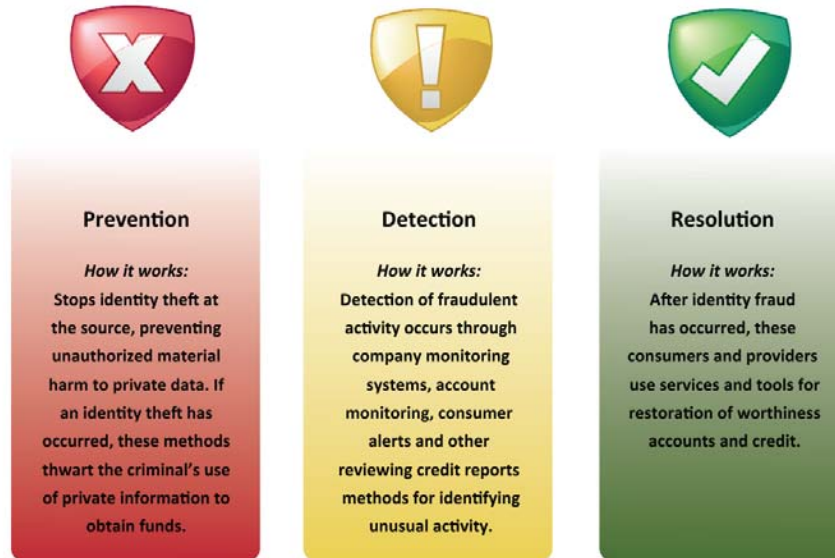 Prevention
How it works:
Stops identity theft at
the source, preventing
unauthorized material
harm to private data. If
an identity theft has
occurred, these methods
thwart the criminal's use
of private information to
obtain funds.
Detection
How it works:
Detection of fraudulent
activity occurs through
company monitoring
systems, account
monitoring, consumer
alerts and other
reviewing credit reports
methods for identifying
unusual activity.
Resolution
How it works:
After identity fraud
has occurred, these
consumers and providers
use services and tools for
restoration of worthiness
accounts and credit.